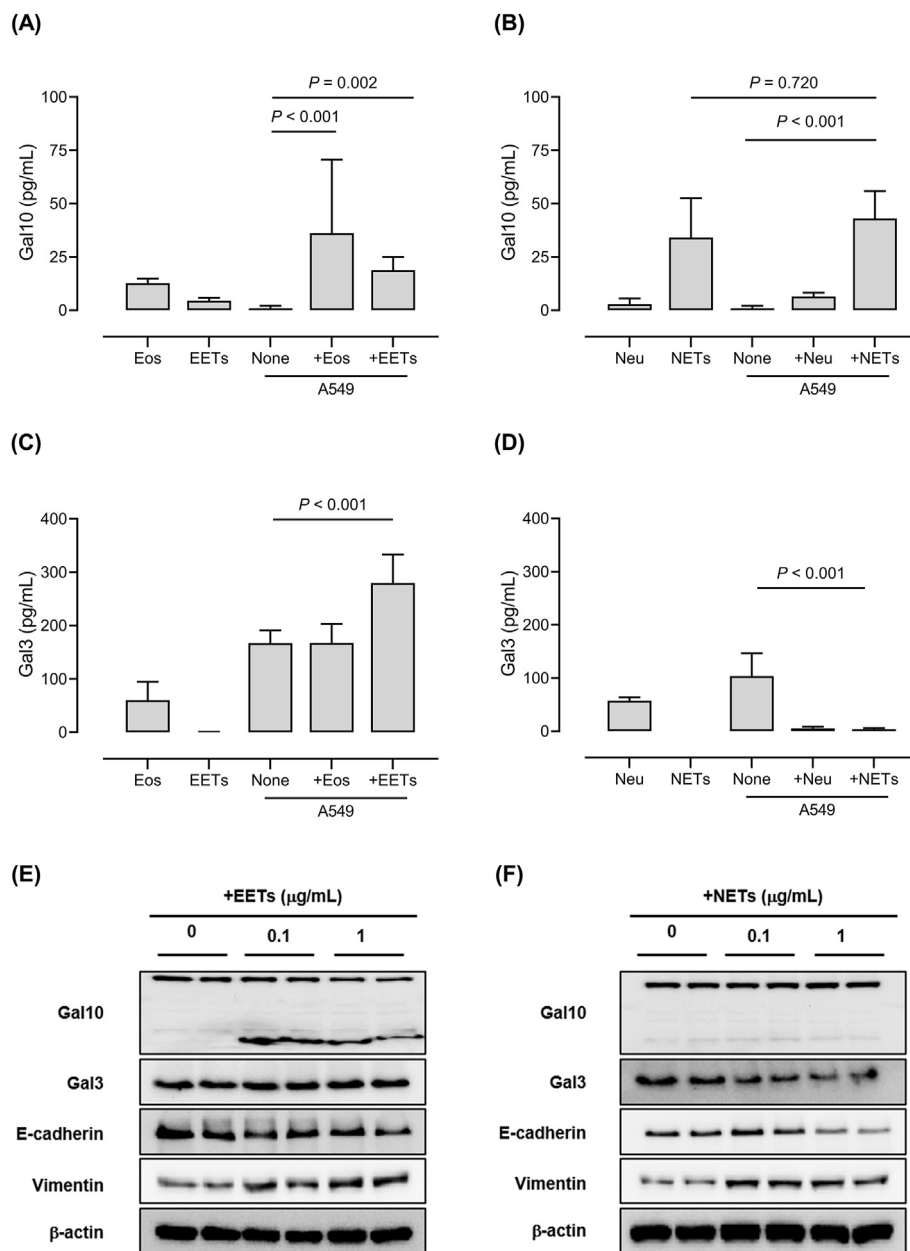 (A)
P = 0.002
P < 0.001
100
75
50
25
0
Gal10 (pg/mL)
Eos EETs None +Eos +EETs
A549
(B)
P = 0.720
P < 0.001
100
75
50
25
0
Gal10 (pg/mL)
Neu NETs None +Neu +NETs
A549
(C)
P < 0.001
400
300
200
100
0
Gal3 (pg/mL)
Eos EETs None +Eos +EETs
A549
(D)
P < 0.001
400
300
200
100
0
Gal3 (pg/mL)
Neu NETs None +Neu +NETs
A549
(E)
+EETs (μg/mL)
0 0.1 1
Gal10
Gal3
E-cadherin
Vimentin
β-actin
(F)
+NETs (μg/mL)
0 0.1 1
Gal10
Gal3
E-cadherin
Vimentin
β-actin